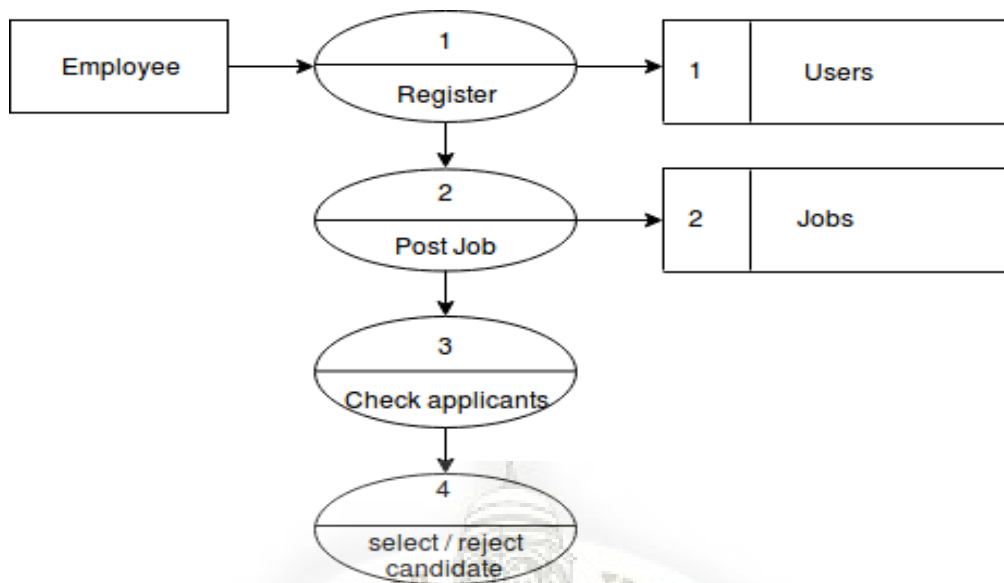 Employee
1
Register
1
Users
2
Post Job
2
Jobs
3
Check applicants
4
select / reject
candidate